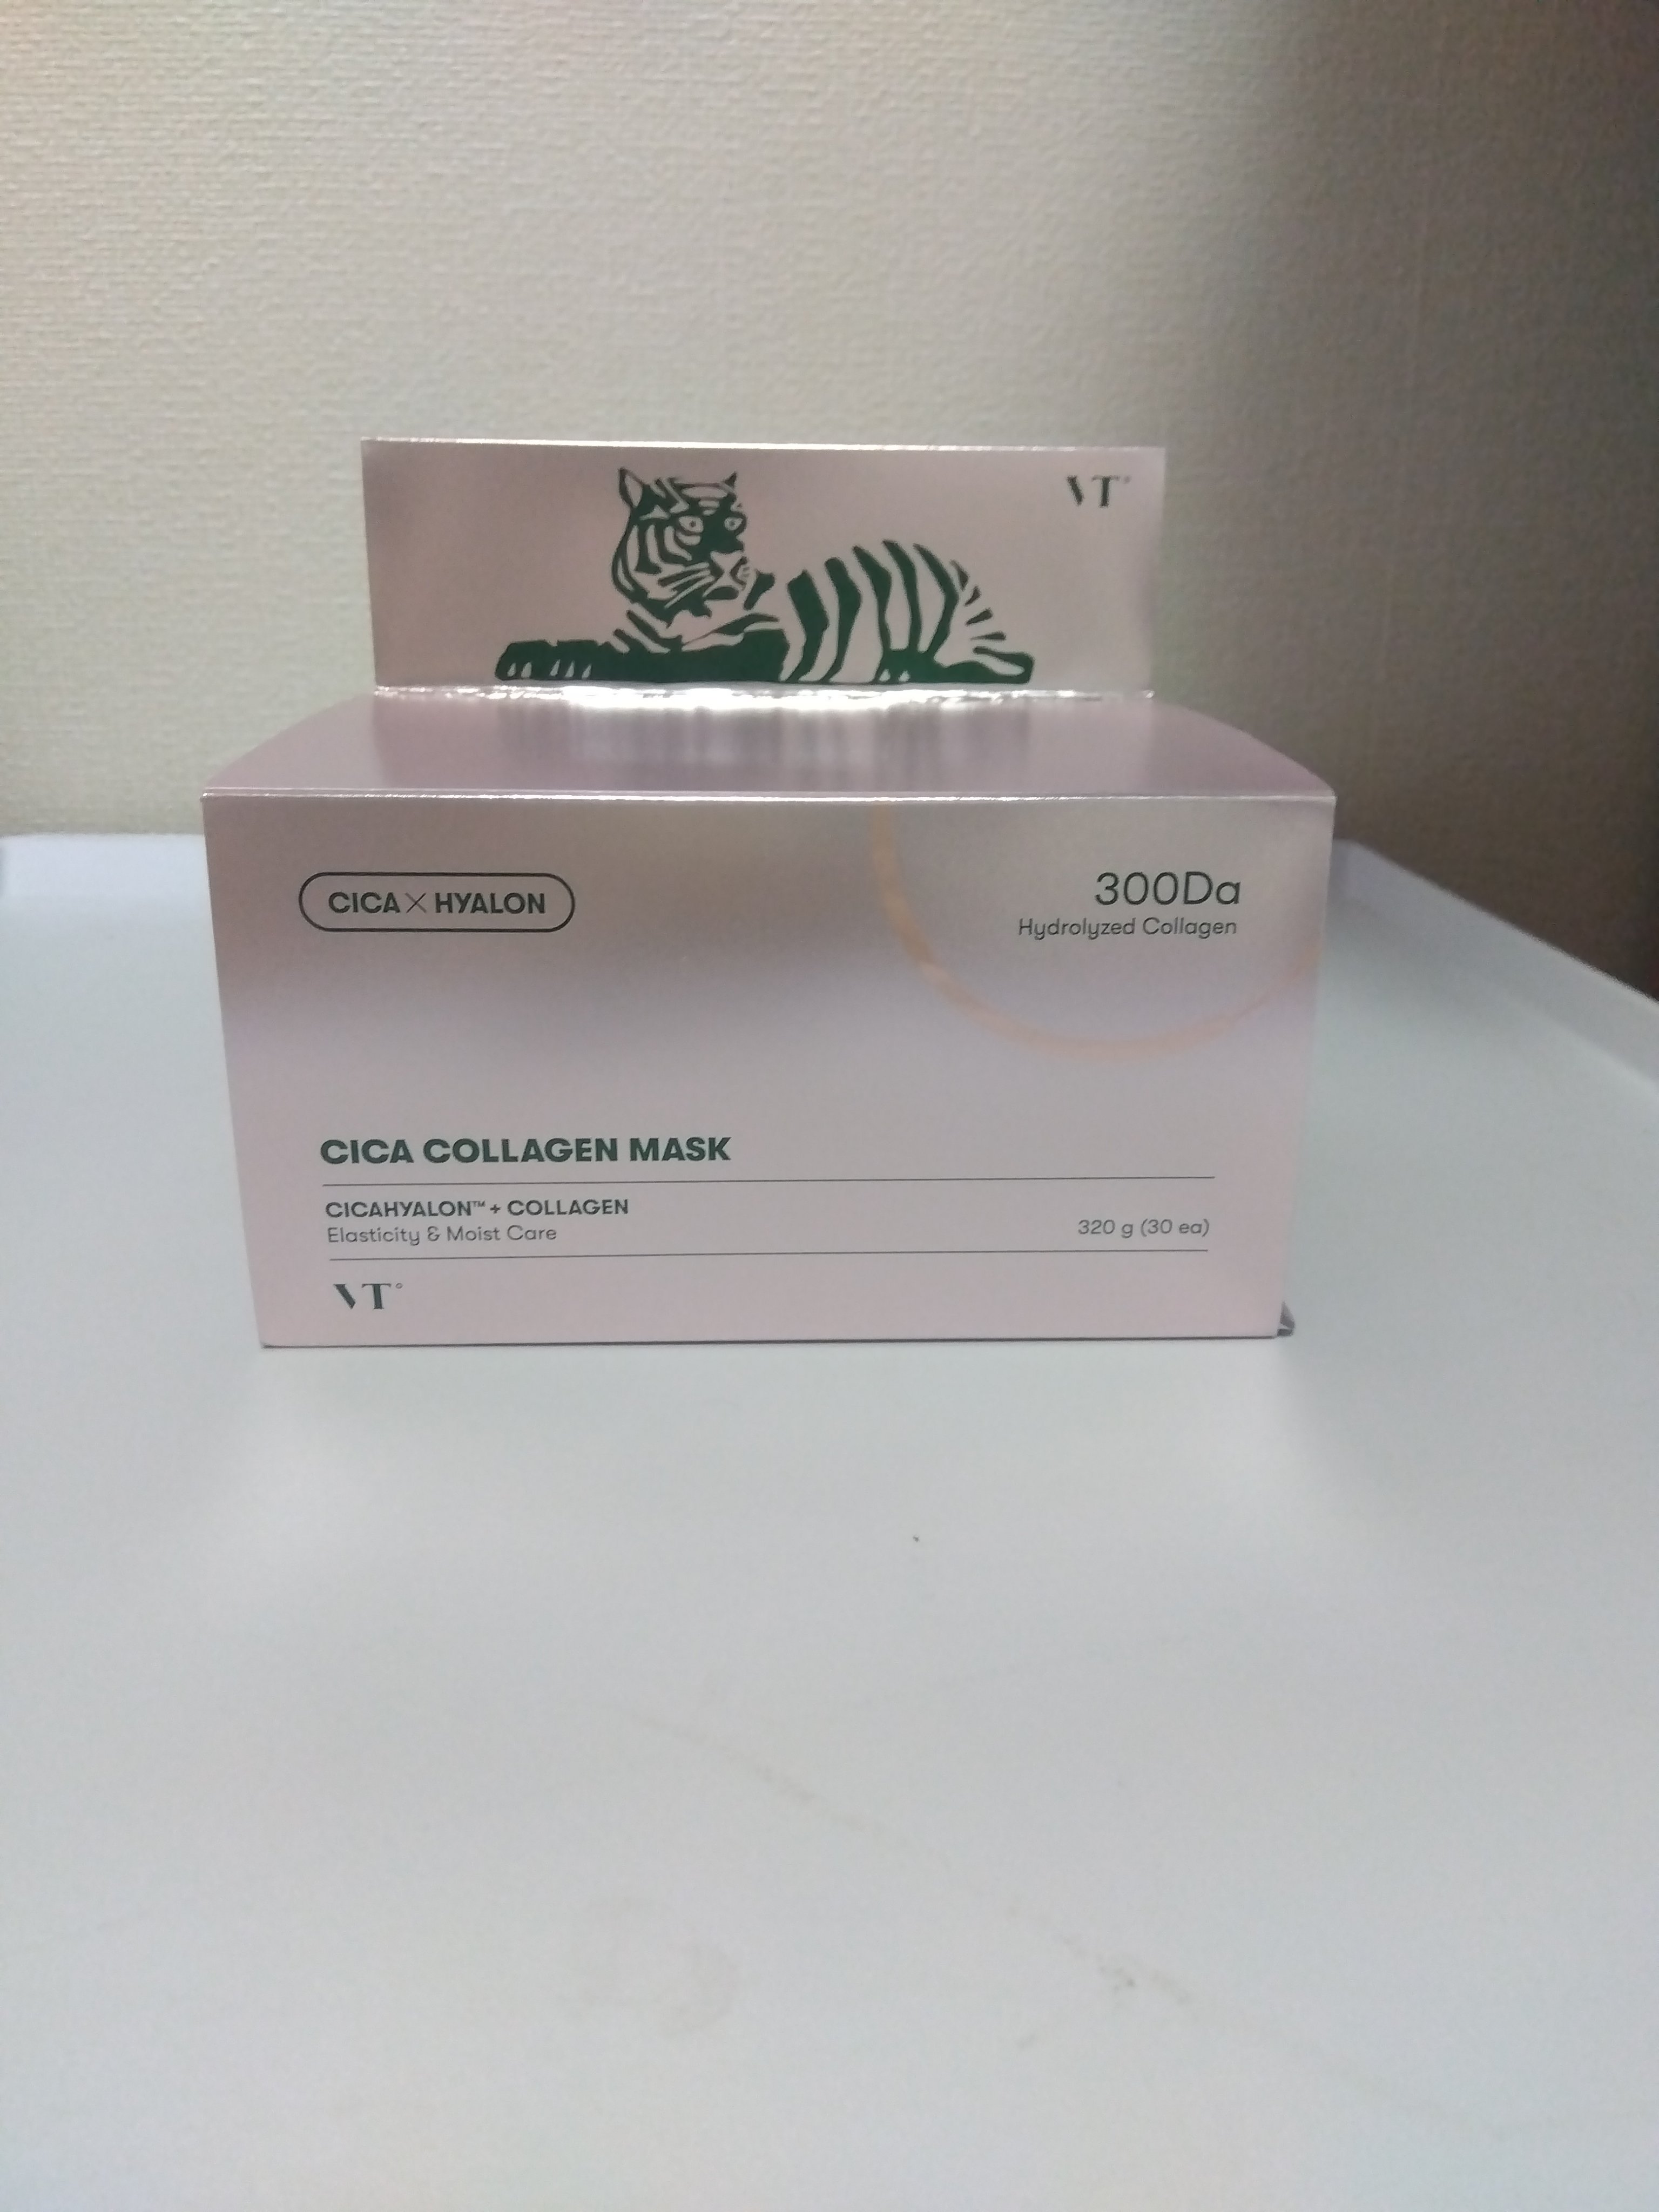 VT
CICA X HYALON
300Da
Hydrolyzed Collagen
CICA COLLAGEN MASK
CICAHYALON™ + COLLAGEN
Elasticity & Moist Care
320 g (30 ea)
VT